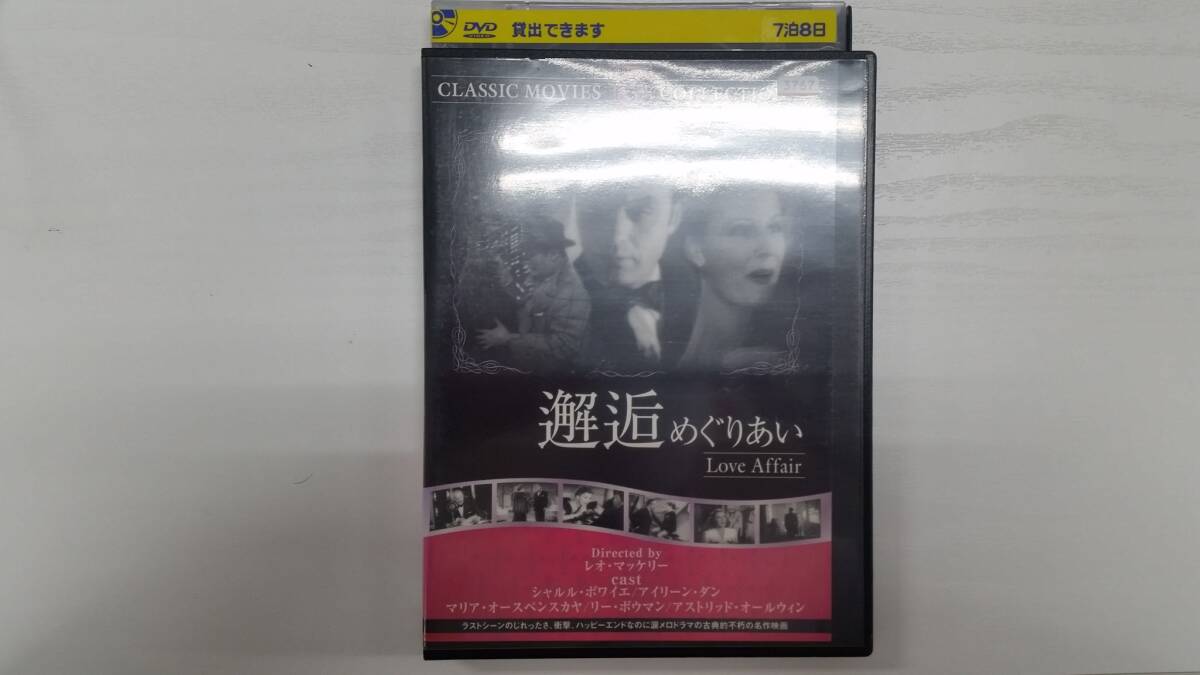 DVD VIDEO 貸出できます 7泊8日
CLASSIC MOVIES COLLECTION
邂逅 めぐりあい
Love Affair
Directed by
レオ・マッケリー
cast
シャルル・ボワイエ/アイリーン・ダン
マリア・オースペンスカヤ/リー・ボウマン/アストリッド・オールウィン
ラストシーンのじれったさ、衝撃、ハッピーエンドなのに涙メロドラマの古典的不朽の名作映画